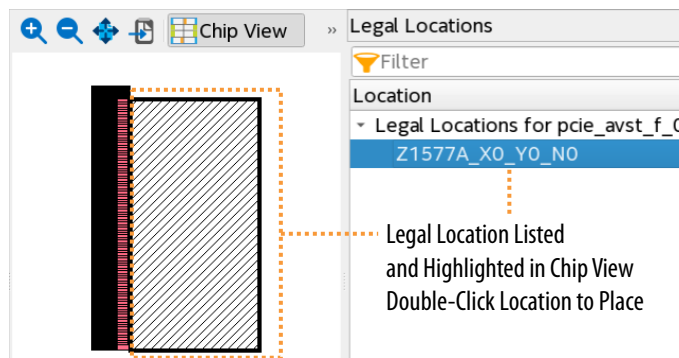 Chip View
»
Legal Locations
Filter
Location
Legal Locations for pcie_avst_f_0
Z1577A_X0_Y0_N0
Legal Location Listed
and Highlighted in Chip View
Double-Click Location to Place